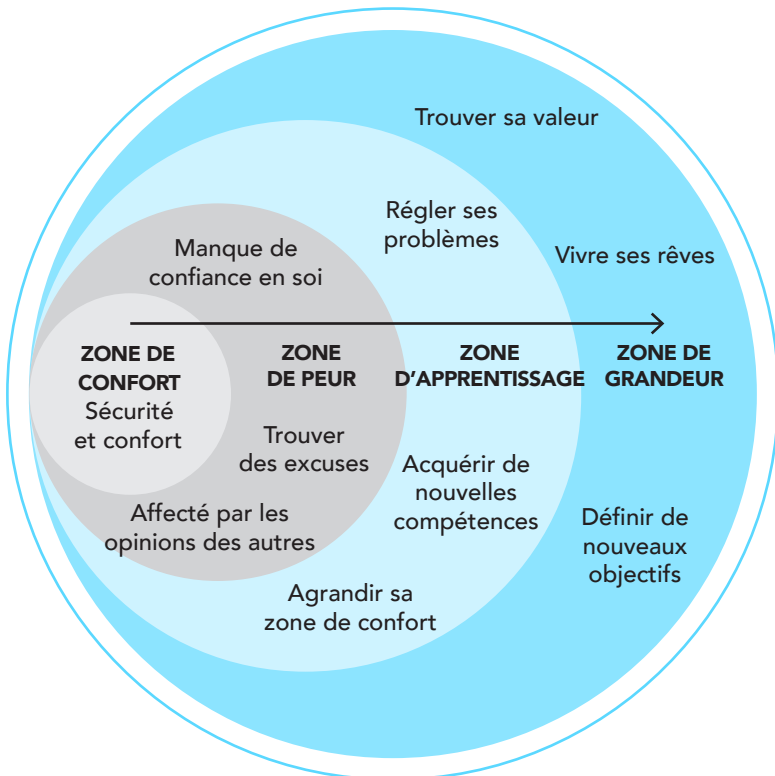 Trouver sa valeur
Régler ses
problèmes
Manque de
confiance en soi
Vivre ses rêves
ZONE DE
CONFORT
Sécurité
et confort
ZONE
DE PEUR
ZONE
D'APPRENTISSAGE
ZONE DE
GRANDEUR
Trouver
des excuses
Acquérir de
nouvelles
compétences
Affecté par les
opinions des autres
Définir de
nouveaux
objectifs
Agrandir sa
zone de confort